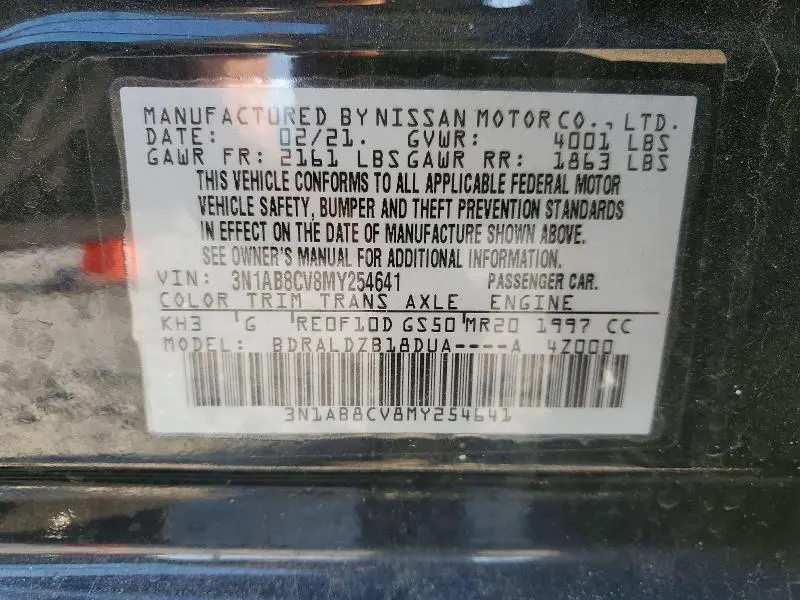 MANUFACTURED BY NISSAN MOTOR CO., LTD.
DATE: 02/21. GVWR: 4001 LBS
GAWR FR: 2161 LBS GAWR RR: 1863 LBS
THIS VEHICLE CONFORMS TO ALL APPLICABLE FEDERAL MOTOR
VEHICLE SAFETY, BUMPER AND THEFT PREVENTION STANDARDS
IN EFFECT ON THE DATE OF MANUFACTURE SHOWN ABOVE.
SEE OWNER'S MANUAL FOR ADDITIONAL INFORMATION.
VIN: 3N1AB8CV8MY254641 PASSENGER CAR.
COLOR TRIM TRANS AXLE ENGINE
KH3 G RE0F10D GS50 MR20 1997 CC
MODEL: BDRALDZB18DUA----A 4Z000
3N1AB8CV8MY254641